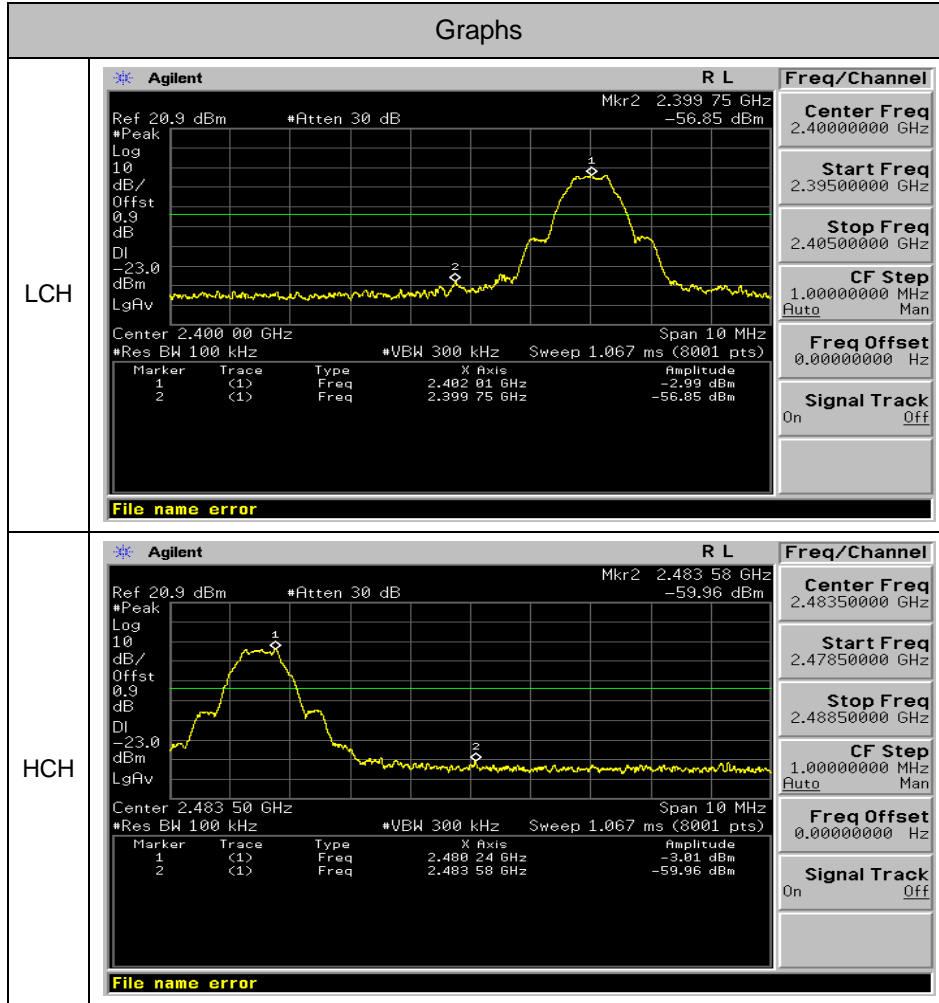 Graphs
LCH
Agilent R L Freq/Channel
Mkr2 2.399 75 GHz
Ref 20.9 dBm #Atten 30 dB -56.85 dBm
#Peak
Log
10
dB/
Offst
0.9
dB
DI
-23.0
dBm
LgAv
1
2
Center 2.400 00 GHz Span 10 MHz
#Res BW 100 kHz #VBW 300 kHz Sweep 1.067 ms (8001 pts)
Marker Trace Type X Axis Amplitude
1 (1) Freq 2.402 01 GHz -2.99 dBm
2 (1) Freq 2.399 75 GHz -56.85 dBm
File name error
Center Freq
2.40000000 GHz
Start Freq
2.39500000 GHz
Stop Freq
2.40500000 GHz
CF Step
1.00000000 MHz
Auto Man
Freq Offset
0.00000000 Hz
Signal Track
On Off
HCH
Agilent R L Freq/Channel
Mkr2 2.483 58 GHz
Ref 20.9 dBm #Atten 30 dB -59.96 dBm
#Peak
Log
10
dB/
Offst
0.9
dB
DI
-23.0
dBm
LgAv
1
2
Center 2.483 50 GHz Span 10 MHz
#Res BW 100 kHz #VBW 300 kHz Sweep 1.067 ms (8001 pts)
Marker Trace Type X Axis Amplitude
1 (1) Freq 2.480 24 GHz -3.01 dBm
2 (1) Freq 2.483 58 GHz -59.96 dBm
File name error
Center Freq
2.48350000 GHz
Start Freq
2.47850000 GHz
Stop Freq
2.48850000 GHz
CF Step
1.00000000 MHz
Auto Man
Freq Offset
0.00000000 Hz
Signal Track
On Off